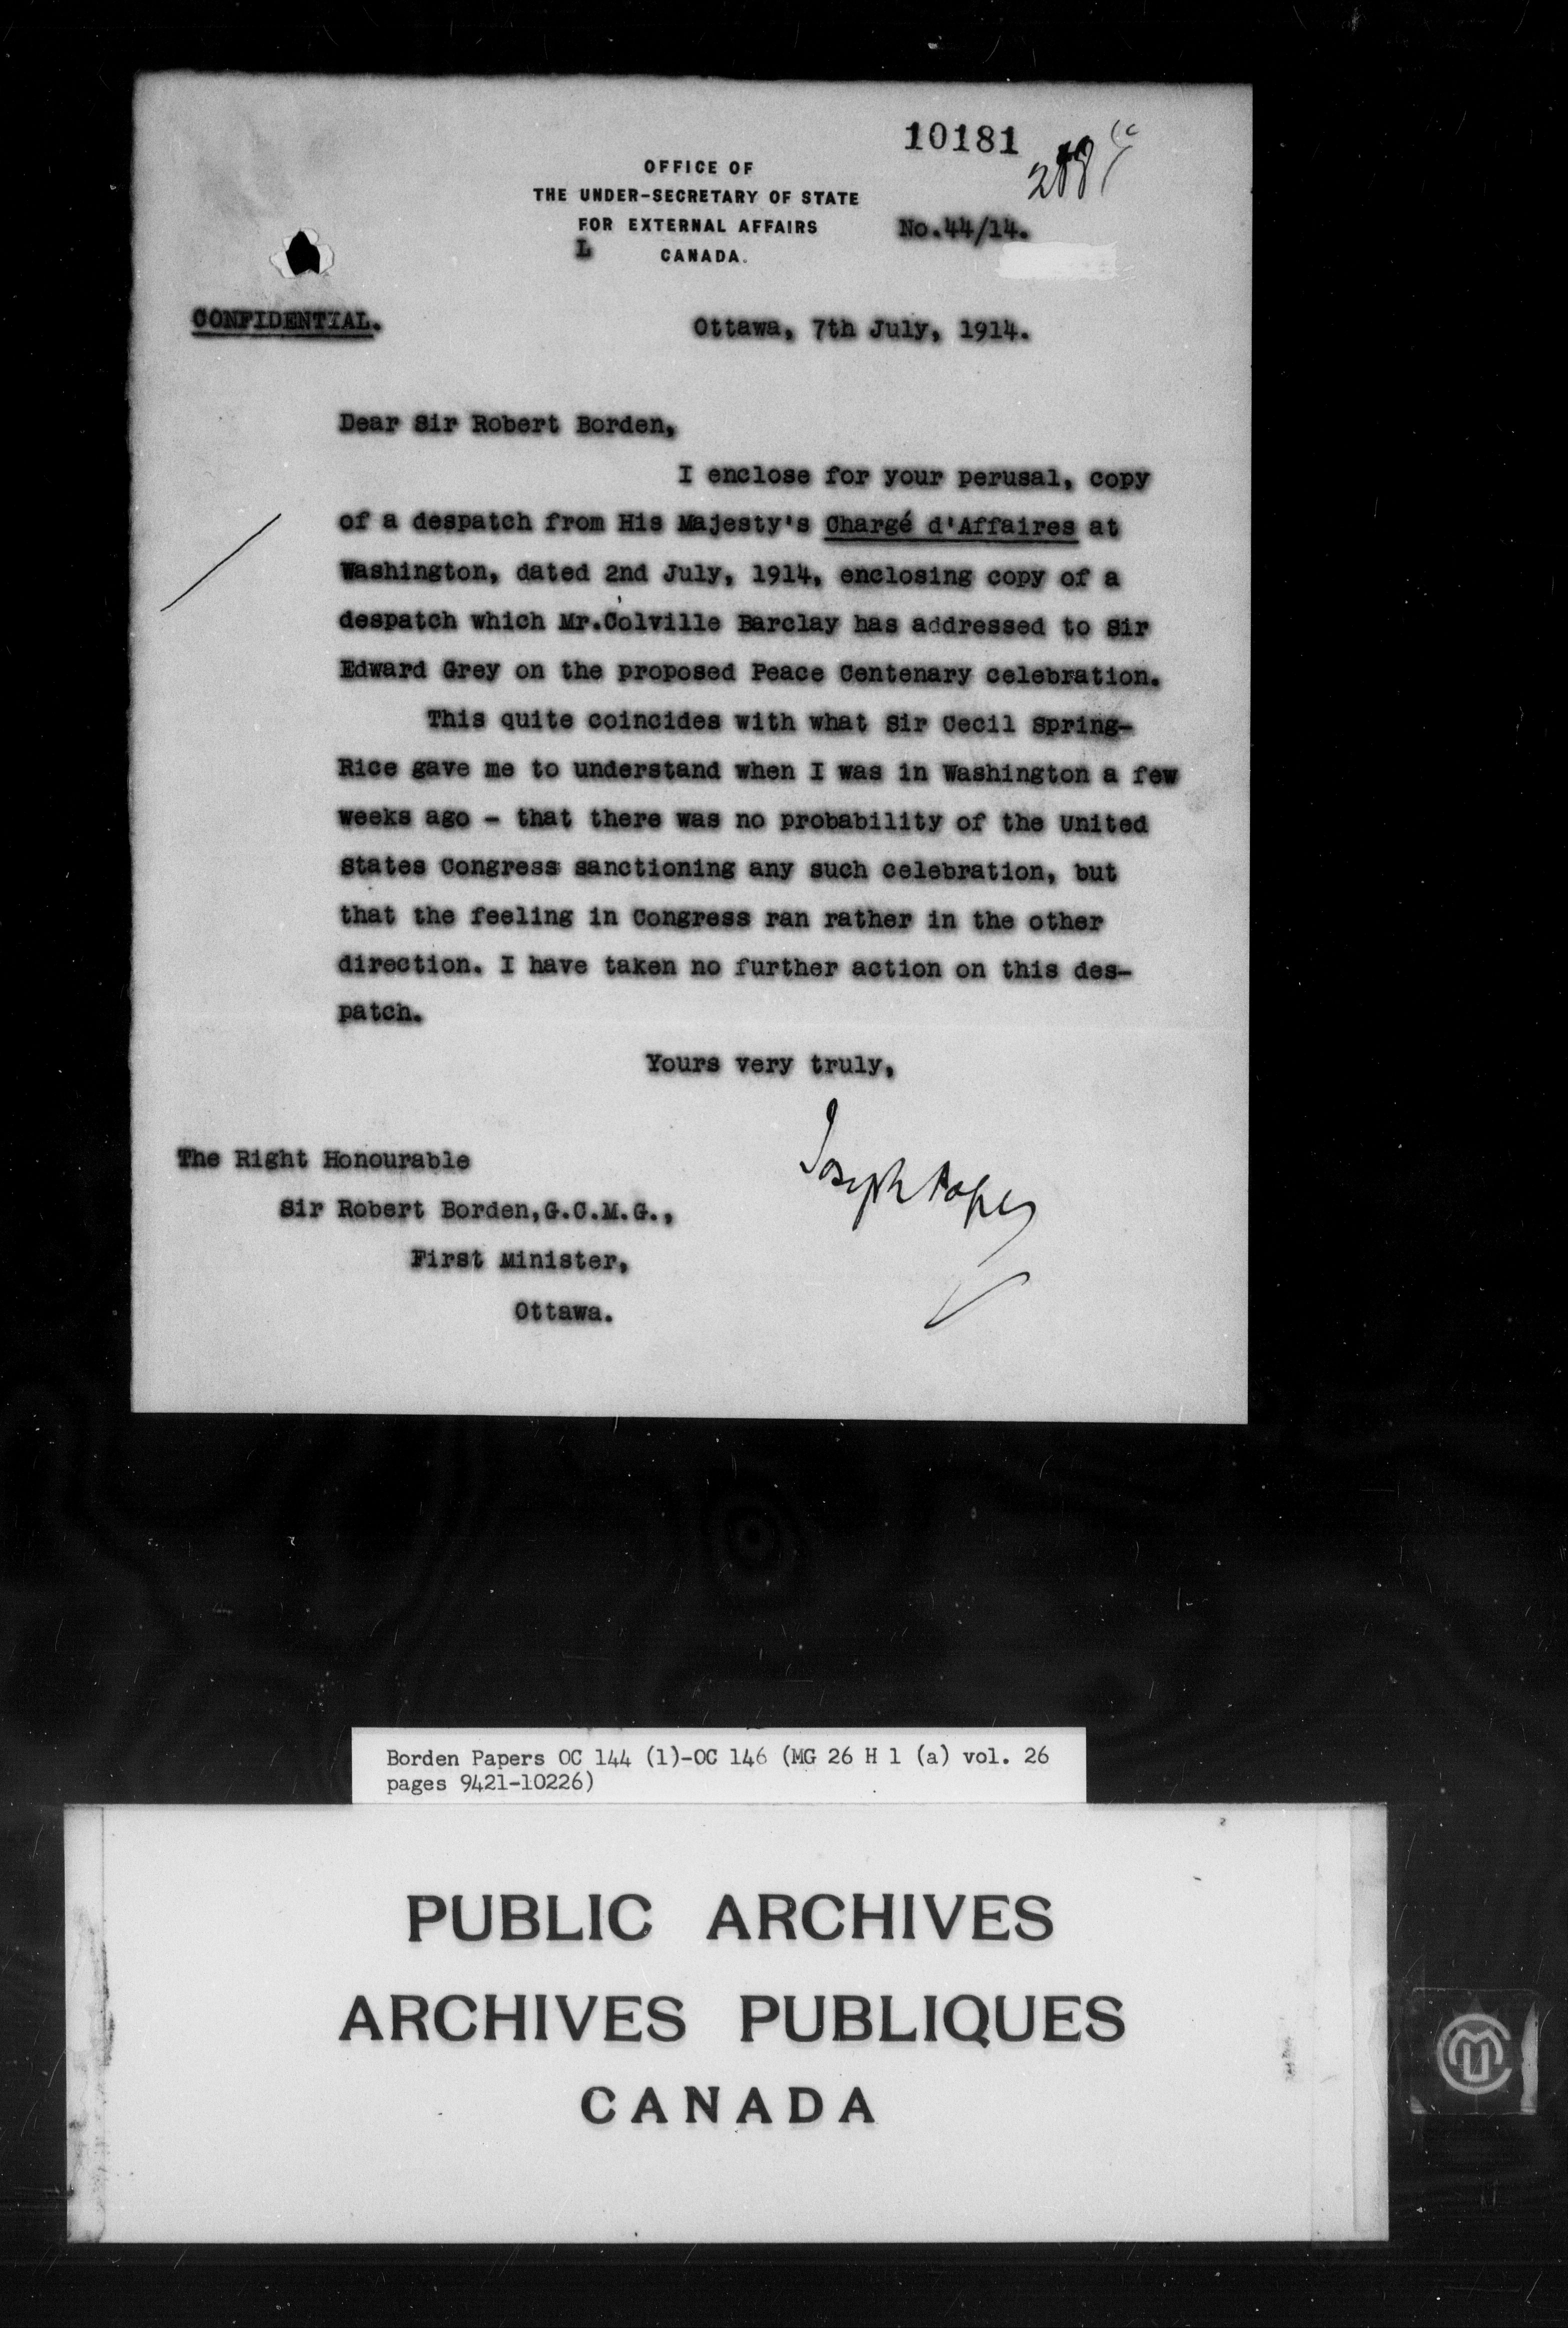 10181
OFFICE OF
THE UNDER-SECRETARY OF STATE
FOR EXTERNAL AFFAIRS
No.44/14.
L
CANADA.
CONFIDENTIAL.
Ottawa, 7th July, 1914.
Dear Sir Robert Borden,
I enclose for your perusal, copy
of a despatch from His Majesty's Chargé d'Affaires at
Washington, dated 2nd July, 1914, enclosing copy of a
despatch which Mr.Colville Barclay has addressed to Sir
Edward Grey on the proposed Peace Centenary celebration.
This quite coincides with what Sir Cecil Spring-
Rice gave me to understand when I was in Washington a few
weeks ago - that there was no probability of the United
States Congress sanctioning any such celebration, but
that the feeling in Congress ran rather in the other
direction. I have taken no further action on this des-
patch.
Yours very truly,
Joseph Pope
The Right Honourable
Sir Robert Borden,G.C.M.G.,
First Minister,
Ottawa.
Borden Papers OC 144 (1)-OC 146 (MG 26 H 1 (a) vol. 26
pages 9421-10226)
PUBLIC ARCHIVES
ARCHIVES PUBLIQUES
CANADA